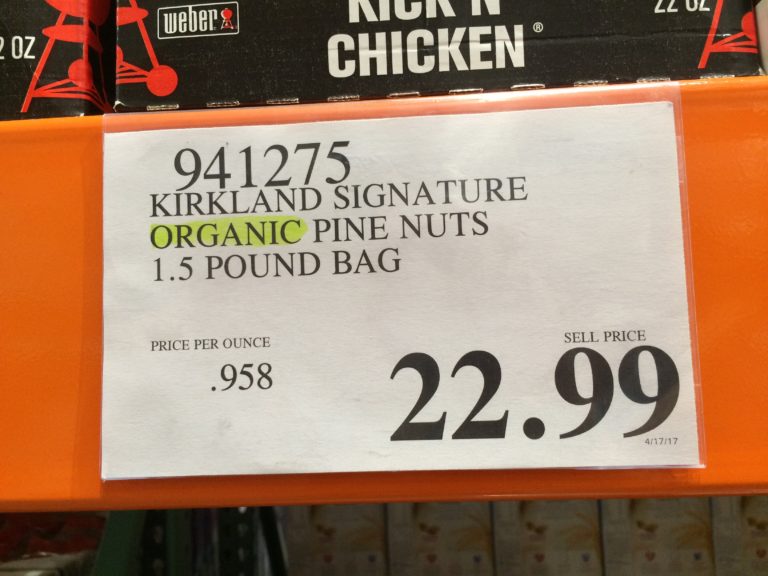 weber
KICK'N
22 OZ
2 OZ
CHICKEN®
941275
KIRKLAND SIGNATURE
ORGANIC PINE NUTS
1.5 POUND BAG
PRICE PER OUNCE
SELL PRICE
.958
22.99
4/17/17